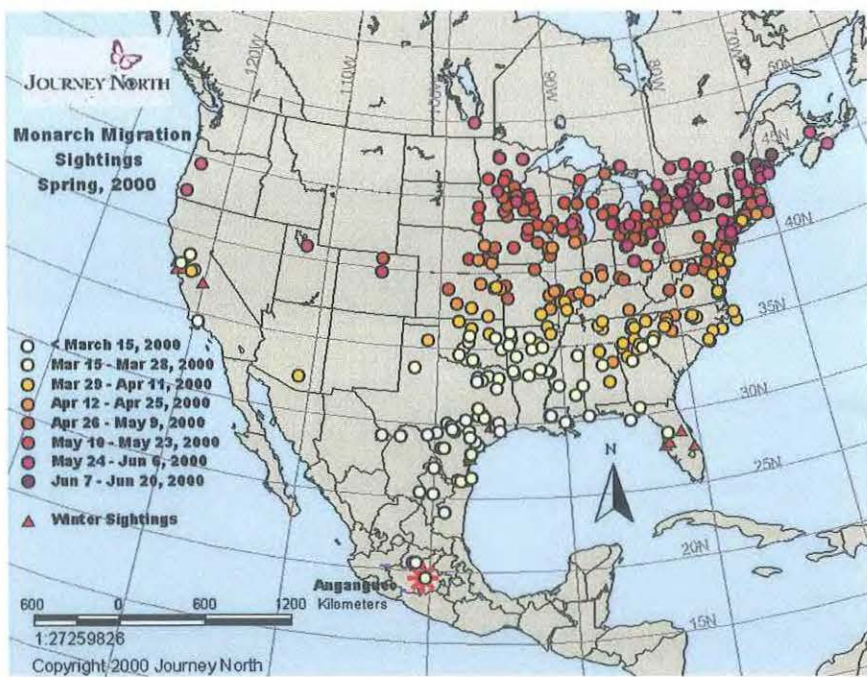 JOURNEY NORTH
Monarch Migration
Sightings
Spring, 2000
120W
110W
100W
90W
80W
70W
50N
45N
40N
35N
30N
25N
20N
15N
< March 15, 2000
Mar 15 - Mar 28, 2000
Mar 29 - Apr 11, 2000
Apr 12 - Apr 25, 2000
Apr 26 - May 9, 2000
May 10 - May 23, 2000
May 24 - Jun 6, 2000
Jun 7 - Jun 20, 2000
Winter Sightings
N
Angangueo
600 0 600 1200 Kilometers
1:27259826
Copyright 2000 Journey North